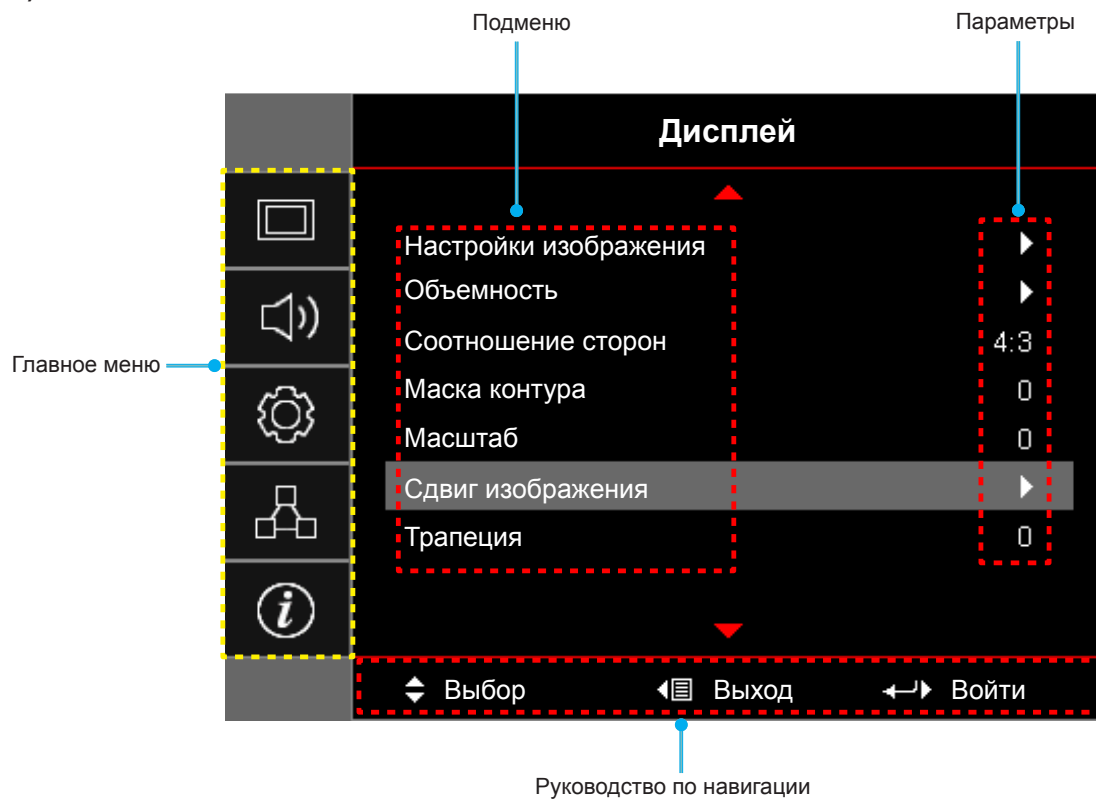 Подменю
Параметры
Дисплей
Настройки изображения
Объемность
Соотношение сторон 4:3
Маска контура 0
Масштаб 0
Сдвиг изображения
Трапеция 0
Главное меню
i
Выбор Выход Войти
Руководство по навигации